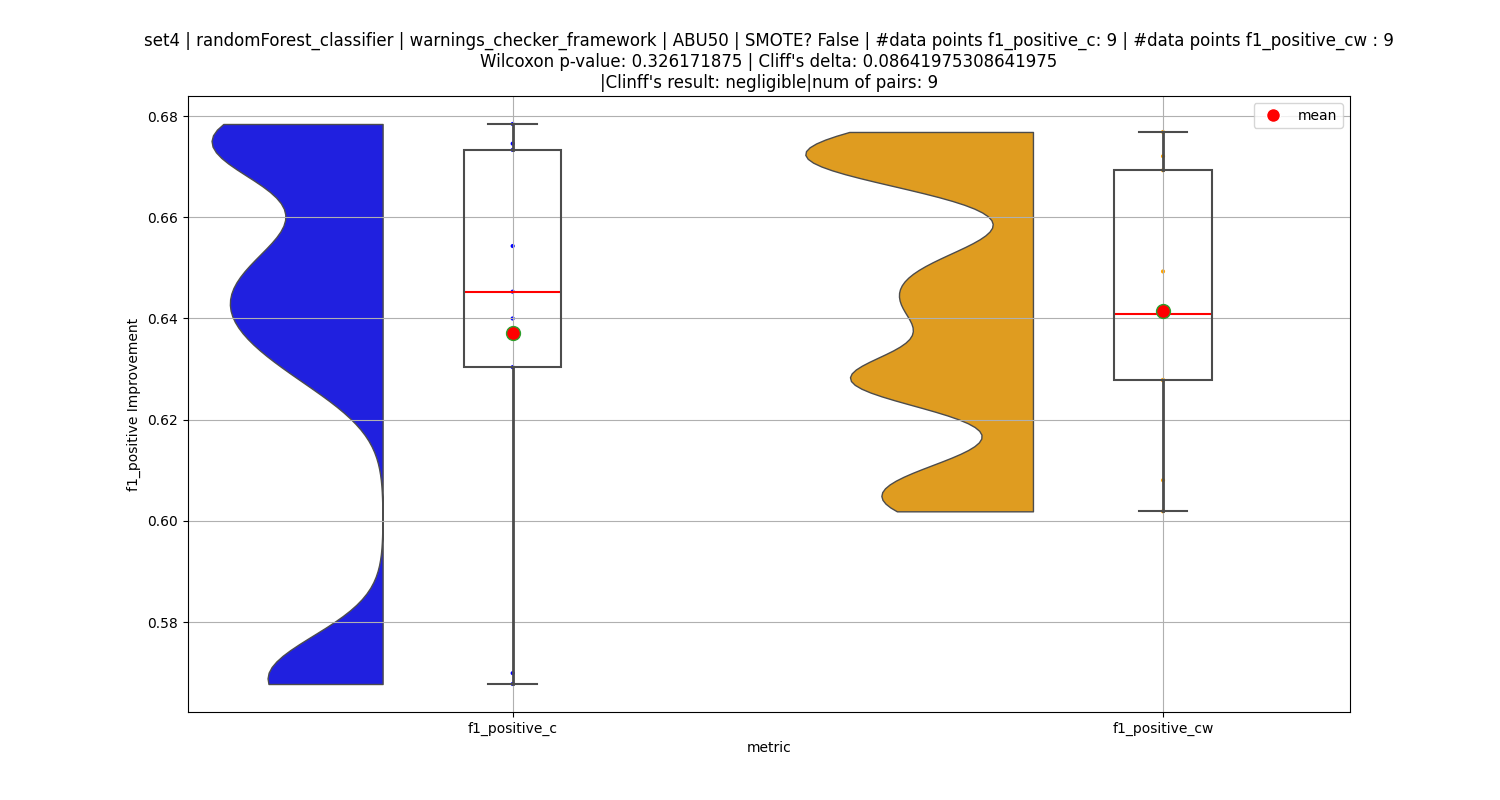 set4 | randomForest_classifier | warnings_checker_framework | ABU50 | SMOTE? False | #data points f1_positive_c: 9 | #data points f1_positive_cw : 9
Wilcoxon p-value: 0.326171875 | Cliff's delta: 0.08641975308641975
|Clinff's result: negligible|num of pairs: 9
mean
0.68
0.66
0.64
0.62
0.60
0.58
f1_positive Improvement
f1_positive_c
f1_positive_cw
metric